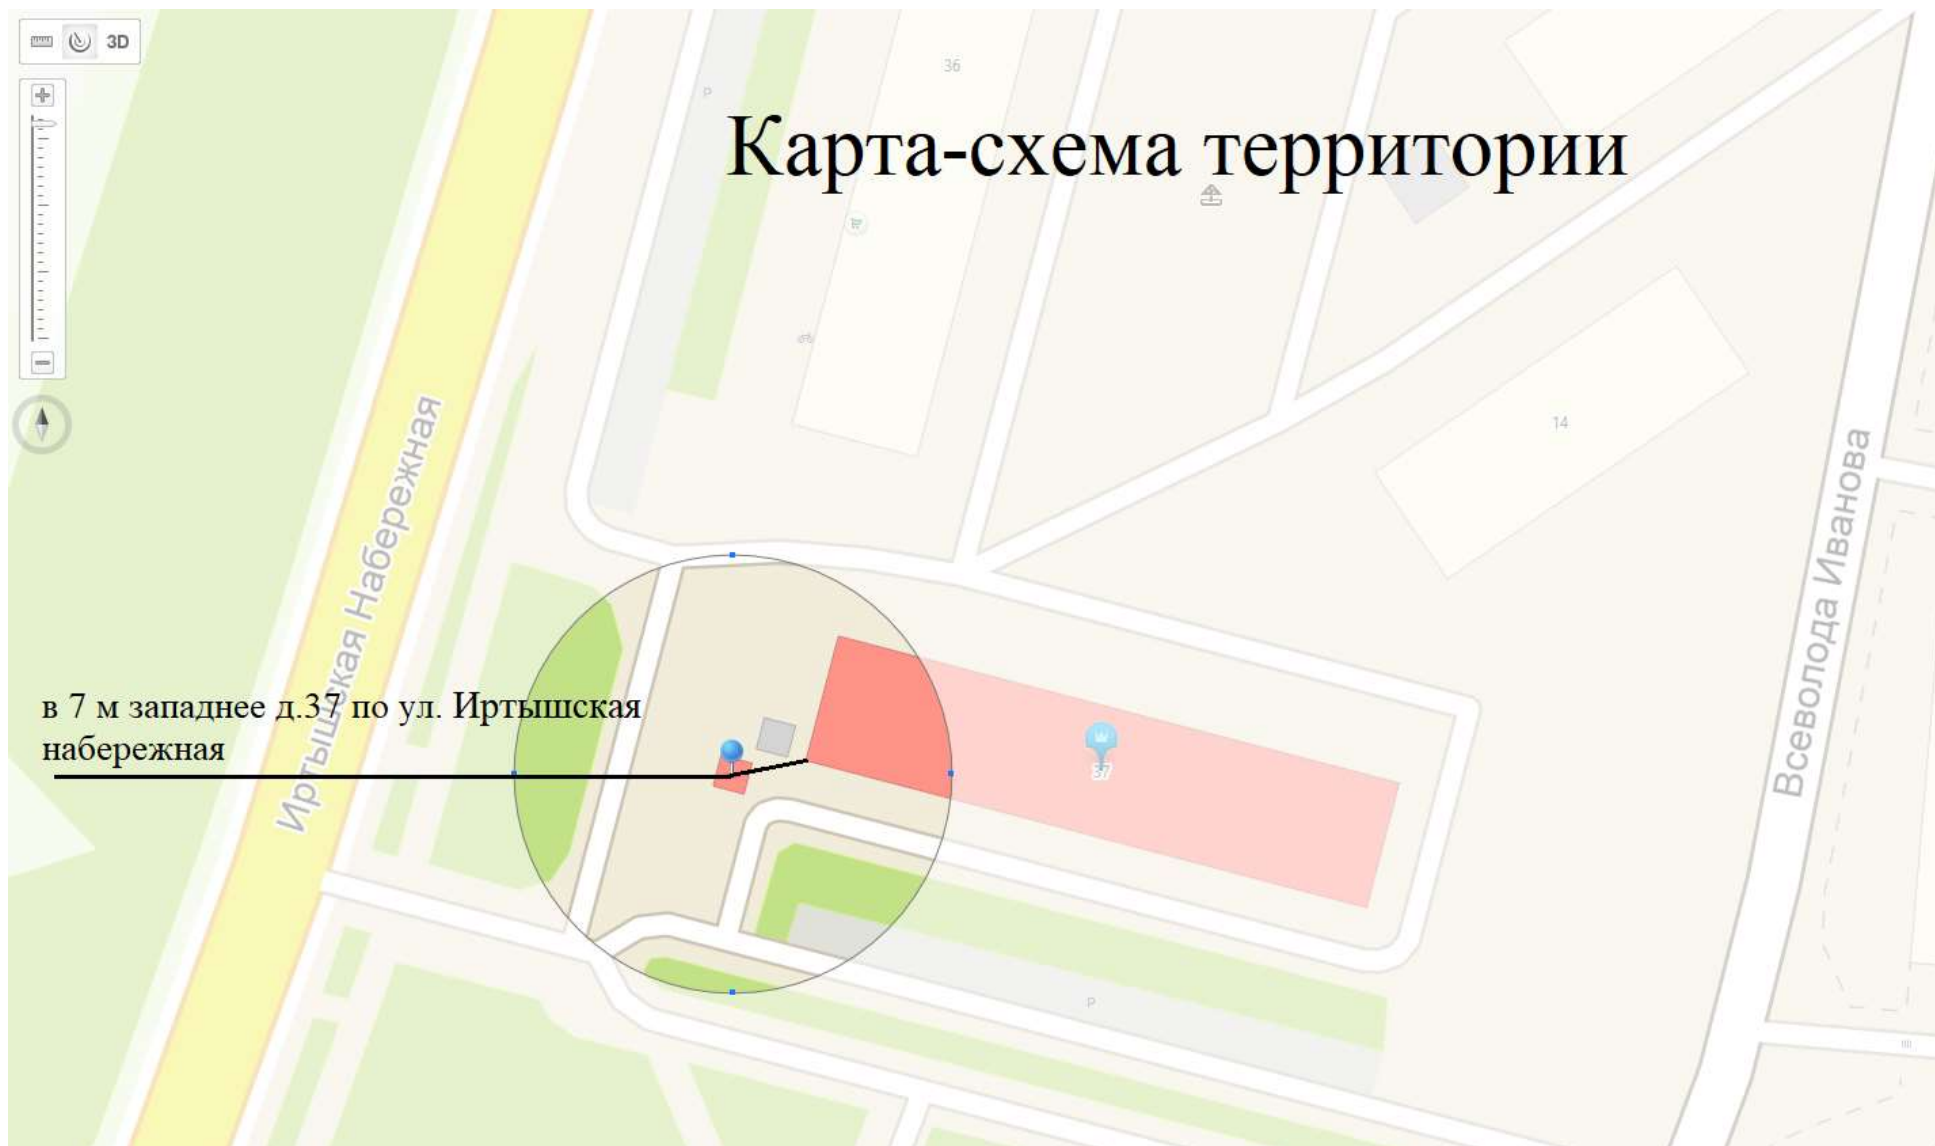 3D
36
P
Карта-схема территории
14
Иртышская Набережная
Всеволода Иванова
в 7 м западнее д.37 по ул. Иртышская
набережная
37
P